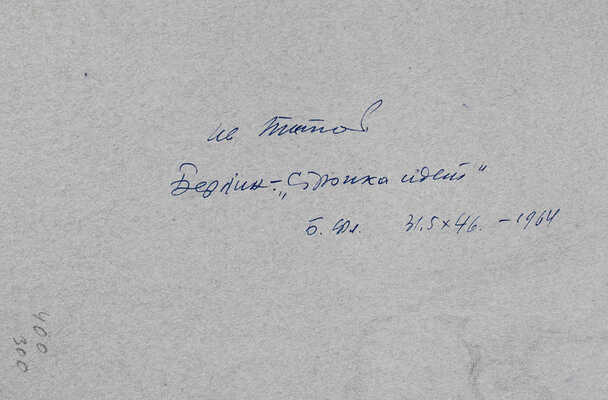 Титов
Берлин-„Стройка идет"
Б. Фл. 31.5 x 46. - 1964
400
300